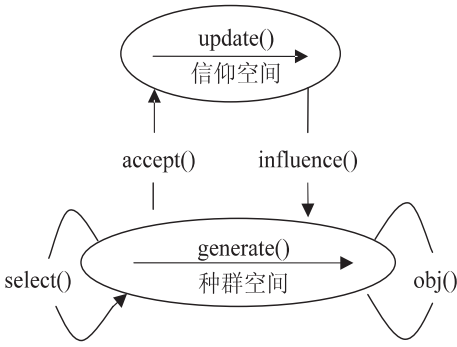 update()
信仰空间
accept()
influence()
generate()
select()
种群空间
obj()